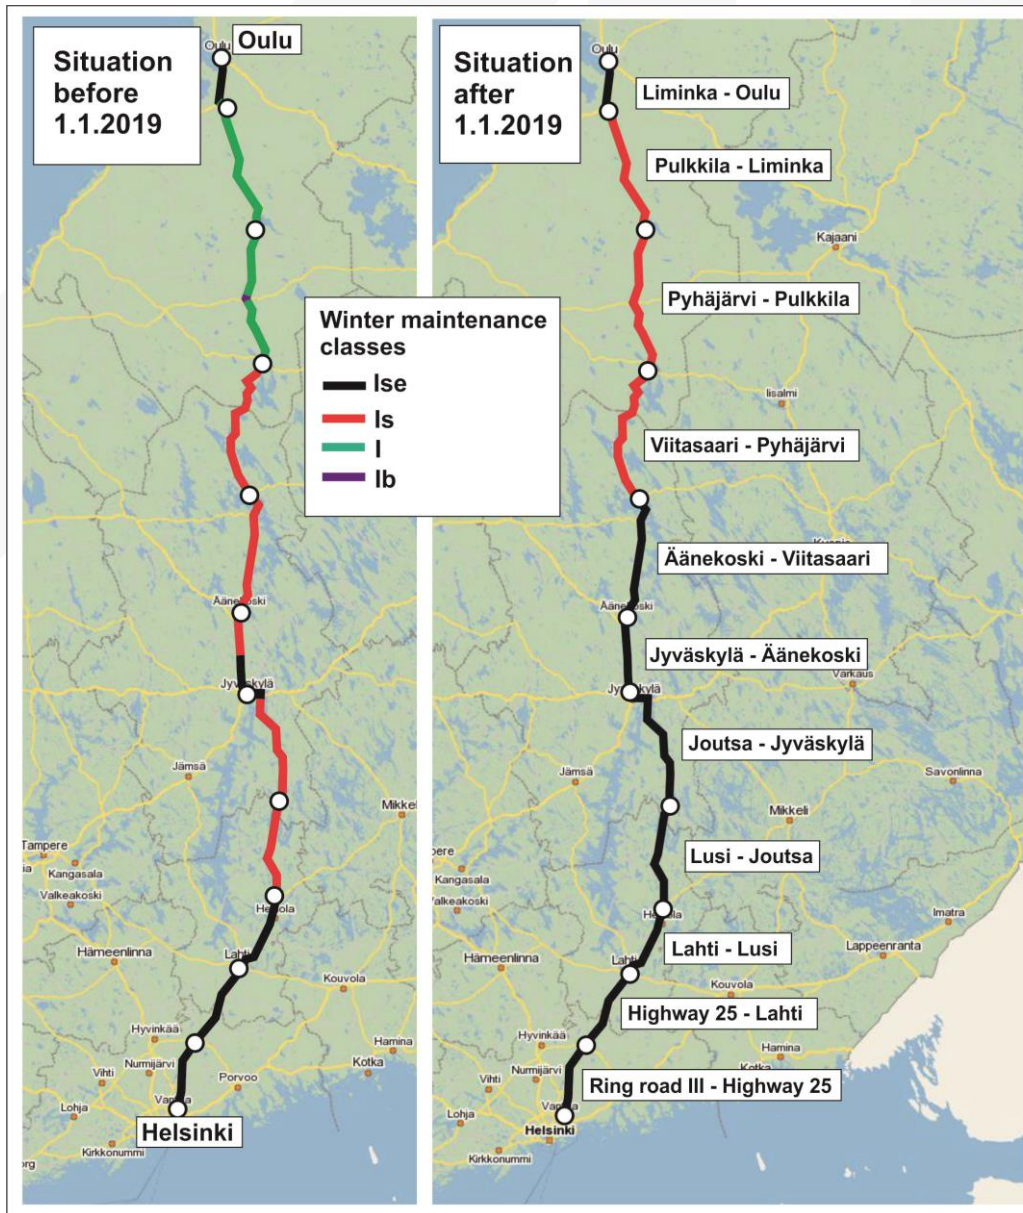 Situation
before
1.1.2019
Oulu
Oulu
Äänekoski
Jyväskylä
Jämsä
Mikkeli
Tampere
Kangasala
Valkeakoski
Heinola
Hämeenlinna
Lahti
Kouvola
Hyvinkää
Hamina
Nurmijärvi
Kotka
Vihti
Porvoo
Lohja
Helsinki
Kirkkonummi
Winter maintenance
classes
Ise
Is
I
Ib
Situation
after
1.1.2019
Oulu
Liminka - Oulu
Pulkkila - Liminka
Kajaani
Pyhäjärvi - Pulkkila
Iisalmi
Viitasaari - Pyhäjärvi
Äänekoski - Viitasaari
Äänekoski
Jyväskylä - Äänekoski
Varkaus
Jyväskylä
Joutsa - Jyväskylä
Jämsä
Savonlinna
Mikkeli
Lusi - Joutsa
Kangasala
Valkeakoski
Imatra
Lappeenranta
Lahti - Lusi
Hämeenlinna
Lahti
Kouvola
Highway 25 - Lahti
Hyvinkää
Hamina
Kotka
Nurmijärvi
Ring road III - Highway 25
Vihti
Lohja
Helsinki
Kirkkonummi